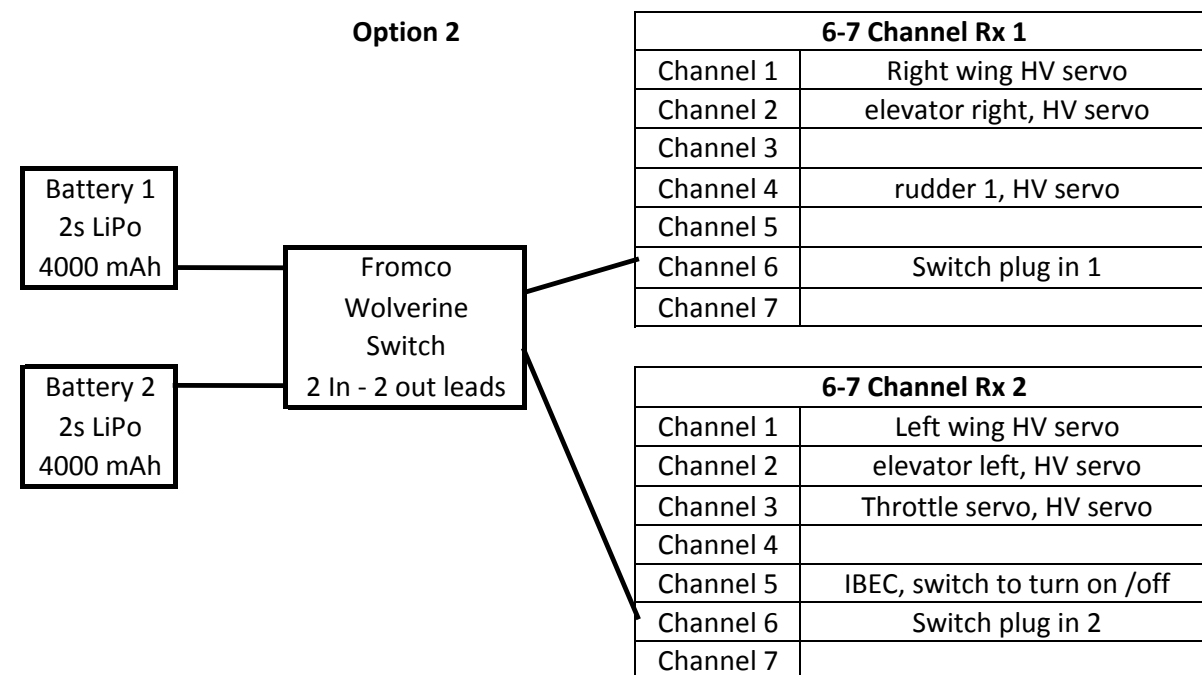 Option 2
6-7 Channel Rx 1
Channel 1 Right wing HV servo
Channel 2 elevator right, HV servo
Channel 3
Channel 4 rudder 1, HV servo
Channel 5
Channel 6 Switch plug in 1
Channel 7
Battery 1
2s LiPo
4000 mAh
Fromco
Wolverine
Switch
2 In - 2 out leads
Battery 2
2s LiPo
4000 mAh
6-7 Channel Rx 2
Channel 1 Left wing HV servo
Channel 2 elevator left, HV servo
Channel 3 Throttle servo, HV servo
Channel 4
Channel 5 IBEC, switch to turn on /off
Channel 6 Switch plug in 2
Channel 7